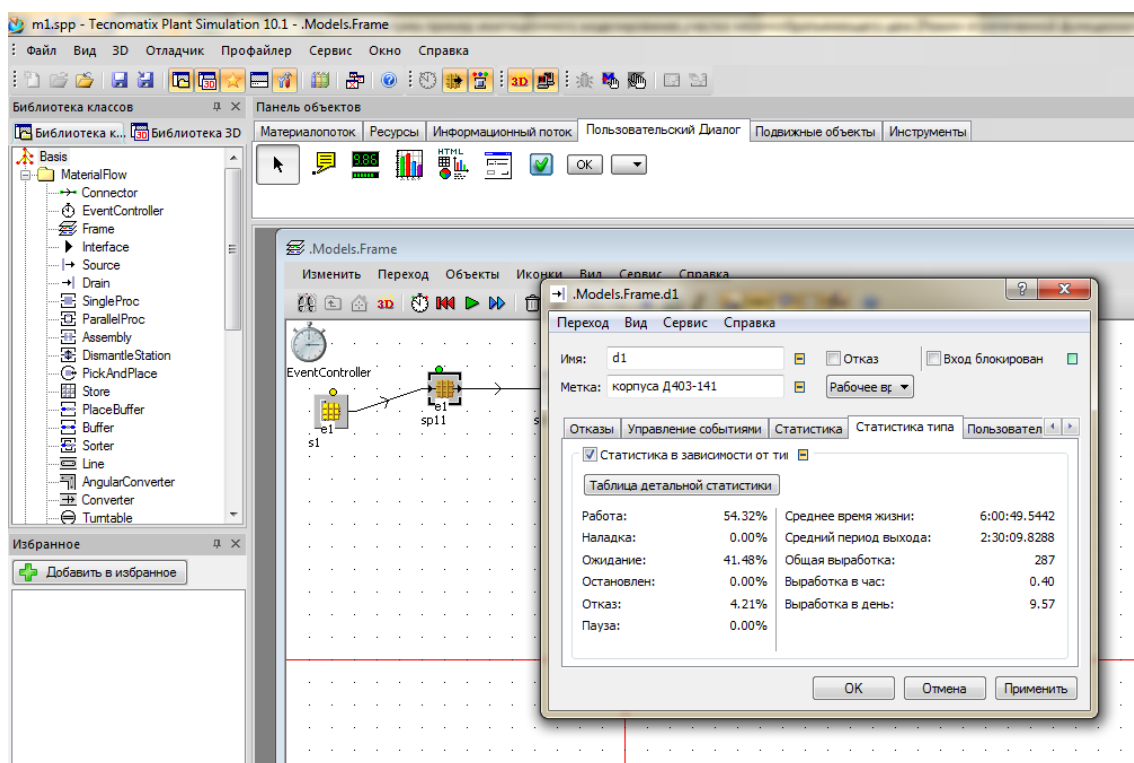 m1.spp - Tecnomatix Plant Simulation 10.1 - .Models.Frame
Файл Вид 3D Отладчик Профайлер Сервис Окно Справка
Библиотека классов
Панель объектов
Библиотека к... Библиотека 3D
Материалопоток Ресурсы Информационный поток Пользовательский Диалог Подвижные объекты Инструменты
HTML
9.86
OK
Basis
MaterialFlow
Connector
EventController
Frame
Interface
Source
Drain
SingleProc
ParallelProc
Assembly
DismantleStation
PickAndPlace
Store
PlaceBuffer
Buffer
Sorter
Line
AngularConverter
Converter
Turntable
Избранное
Добавить в избранное
.Models.Frame
Изменить Переход Объекты Иконки Вид Сервис Справка
3D
EventController
e1
s1
e1
sp11
s
.Models.Frame.d1
Переход Вид Сервис Справка
Имя: d1 Отказ Вход блокирован
Метка: корпуса Д403-141 Рабочее вр
Отказы Управление событиями Статистика Статистика типа Пользовател
Статистика в зависимости от ти
Таблица детальной статистики
Работа: 54.32% Среднее время жизни: 6:00:49.5442
Наладка: 0.00% Средний период выхода: 2:30:09.8288
Ожидание: 41.48% Общая выработка: 287
Остановлен: 0.00% Выработка в час: 0.40
Отказ: 4.21% Выработка в день: 9.57
Пауза: 0.00%
OK Отмена Применить